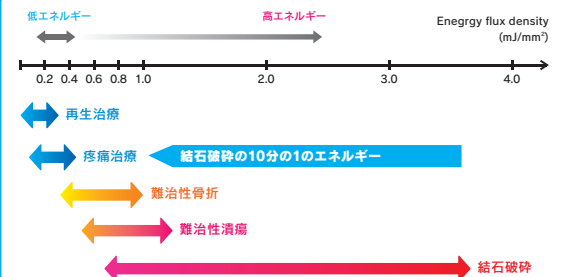 低エネルギー
高エネルギー
Enegrgy flux density
(mJ/mm²)
0.2 0.4 0.6 0.8 1.0 2.0 3.0 4.0
再生治療
疼痛治療
結石破砕の10分の1のエネルギー
難治性骨折
難治性潰瘍
結石破砕